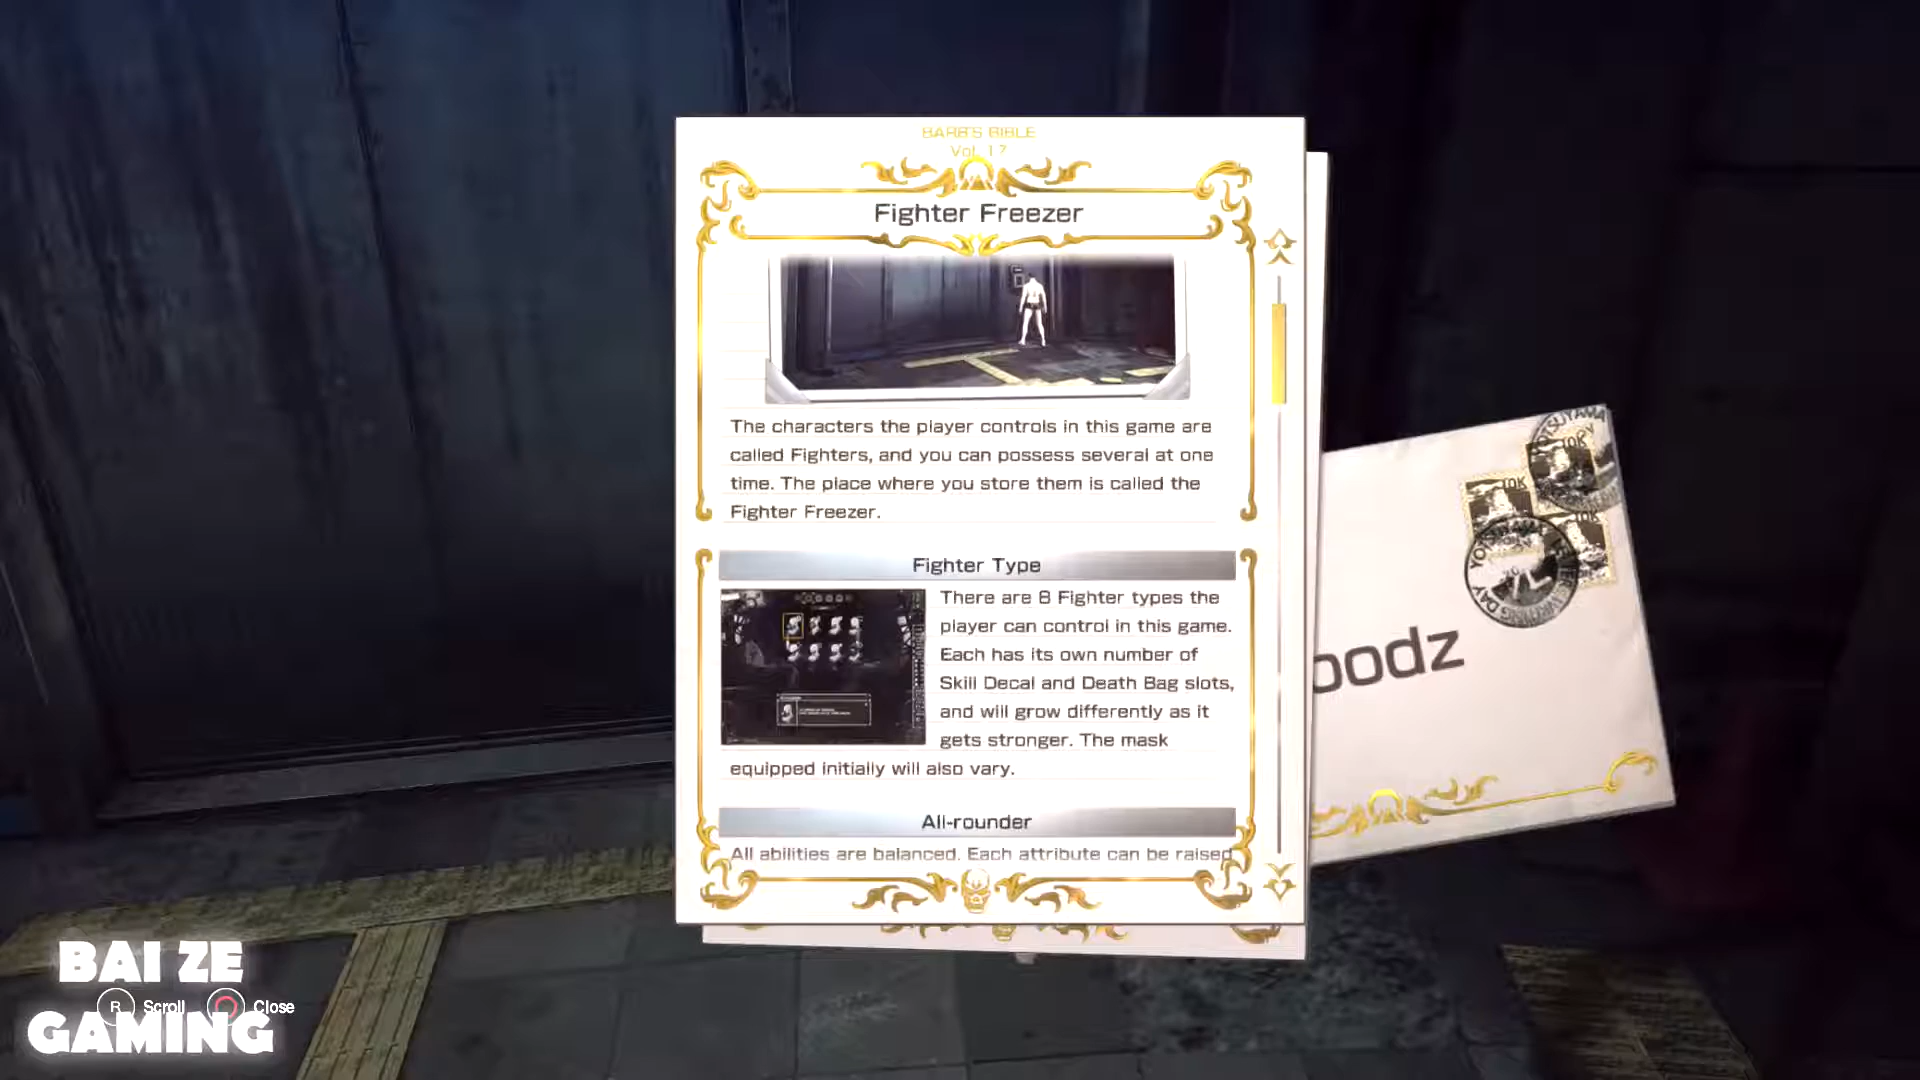 BARB'S BIBLE
Vol. 17
Fighter Freezer
The characters the player controls in this game are
called Fighters, and you can possess several at one
time. The place where you store them is called the
Fighter Freezer.
Fighter Type
There are 8 Fighter types the
player can control in this game.
Each has its own number of
Skill Decal and Death Bag slots,
and will grow differently as it
gets stronger. The mask
equipped initially will also vary.
All-rounder
All abilities are balanced. Each attribute can be raised
10K
10K
10K
YOTSUYAMA
oodz
BAI ZE
GAMING
R Scroll
Close